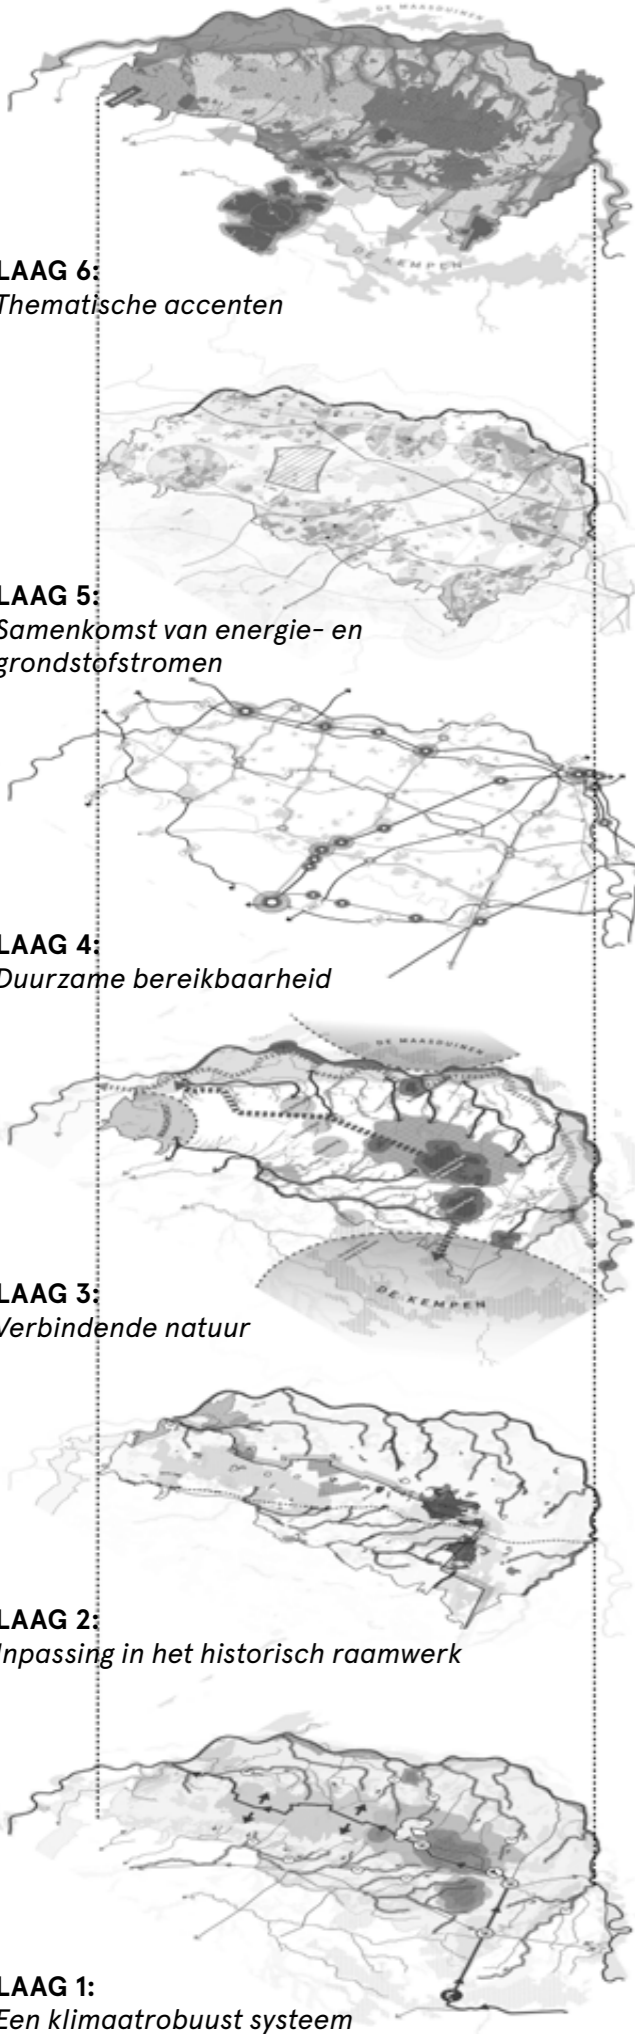 DE MAASDUINEN
DE KEMPEN
LAAG 6:
Thematische accenten
LAAG 5:
Samenkomst van energie- en
grondstofstromen
LAAG 4:
Duurzame bereikbaarheid
DE MAASDUINEN
DE KEMPEN
LAAG 3:
Verbindende natuur
LAAG 2:
Inpassing in het historisch raamwerk
LAAG 1:
Een klimaatrobuust systeem